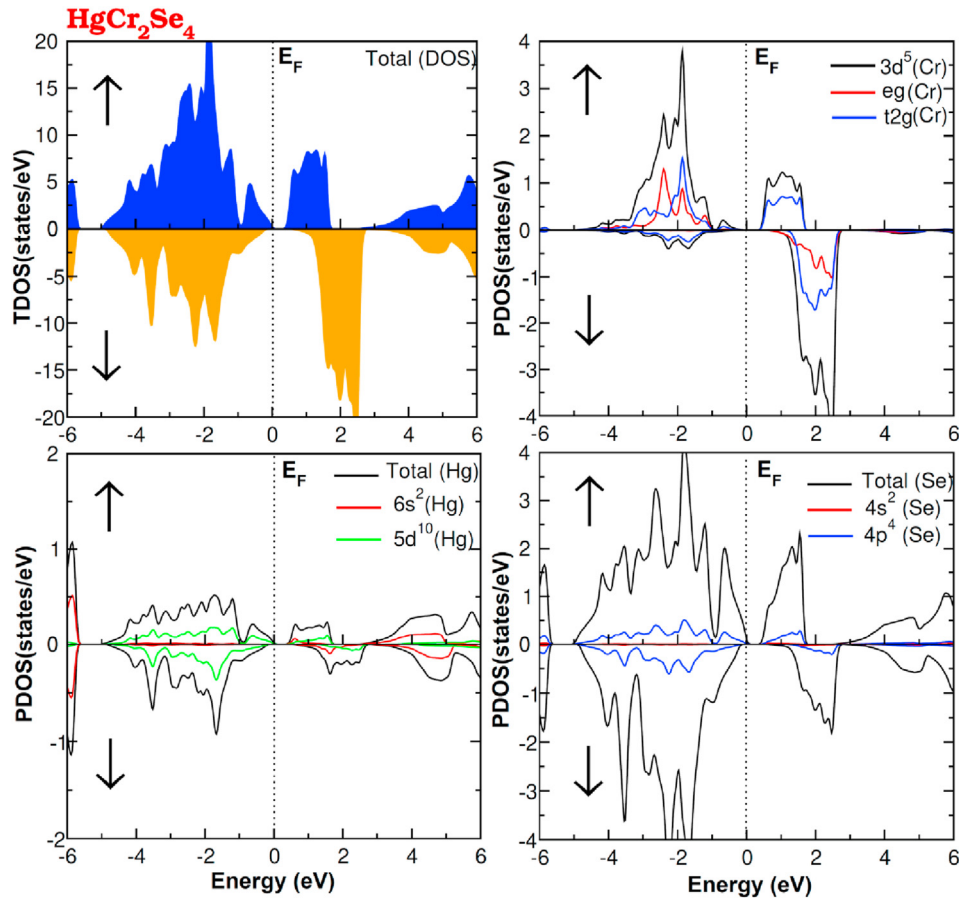 HgCr₂Se₄
TDOS(states/eV)
20
15
10
5
0
-5
-10
-15
-20
E_F
Total (DOS)
-6 -4 -2 0 2 4 6
PDOS(states/eV)
4
3
2
1
0
-1
-2
-3
-4
E_F
3d⁵(Cr)
eg(Cr)
t2g(Cr)
-6 -4 -2 0 2 4 6
PDOS(states/eV)
2
1
0
-1
-2
E_F
Total (Hg)
6s²(Hg)
5d¹⁰(Hg)
-6 -4 -2 0 2 4 6
Energy (eV)
PDOS(states/eV)
4
3
2
1
0
-1
-2
-3
-4
E_F
Total (Se)
4s² (Se)
4p⁴ (Se)
-6 -4 -2 0 2 4 6
Energy (eV)